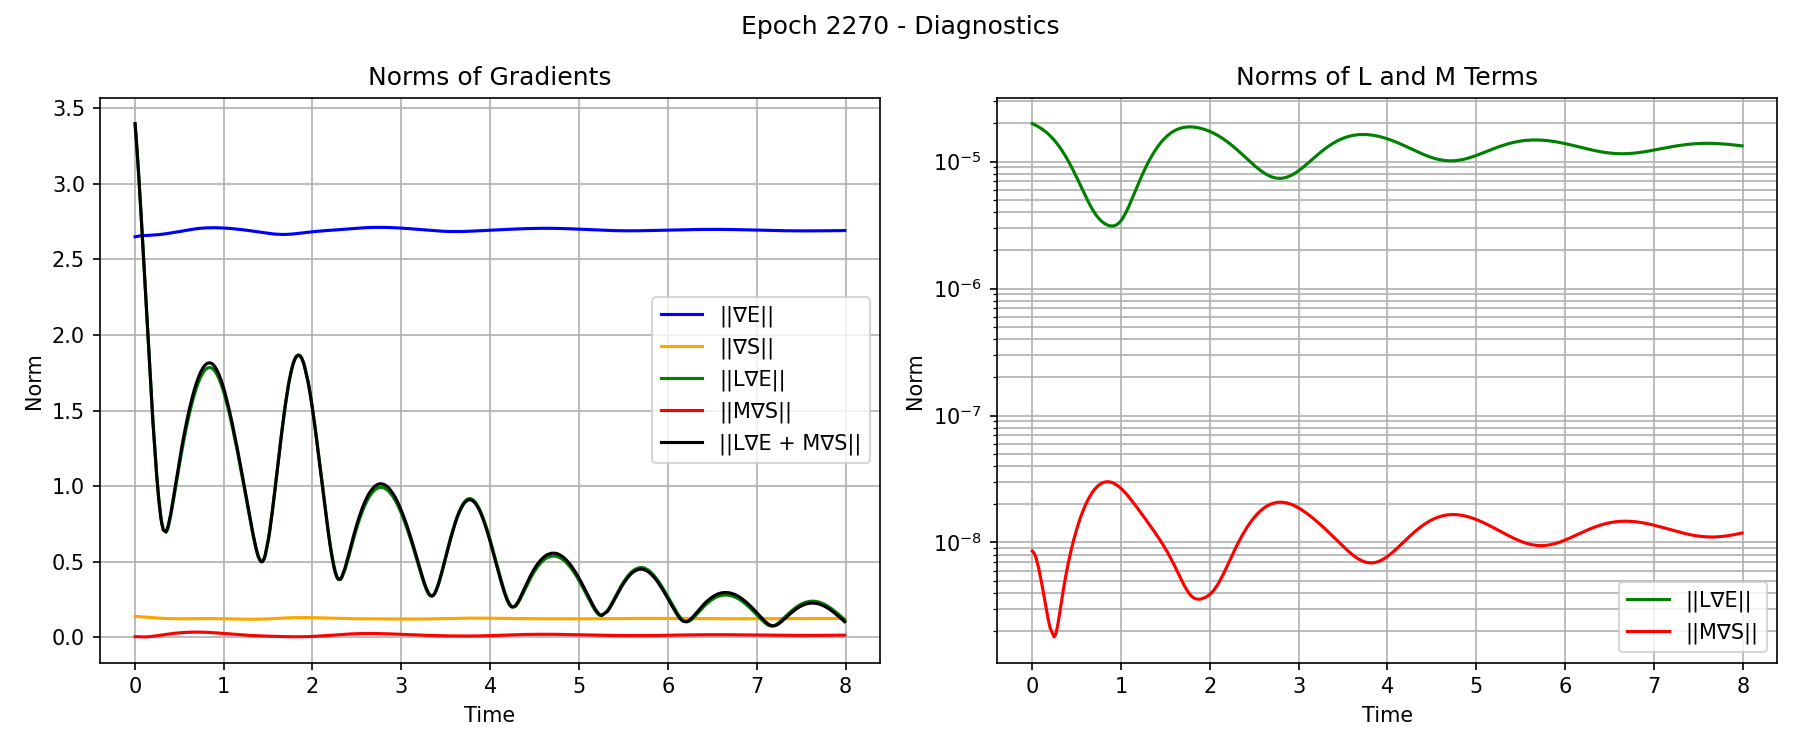 Epoch 2270 - Diagnostics
Norms of Gradients
3.5
3.0
2.5
2.0
1.5
1.0
0.5
0.0
Norm
0 1 2 3 4 5 6 7 8
Time
||∇E||
||∇S||
||L∇E||
||M∇S||
||L∇E + M∇S||
Norms of L and M Terms
10⁻⁵
10⁻⁶
10⁻⁷
10⁻⁸
Norm
0 1 2 3 4 5 6 7 8
Time
||L∇E||
||M∇S||